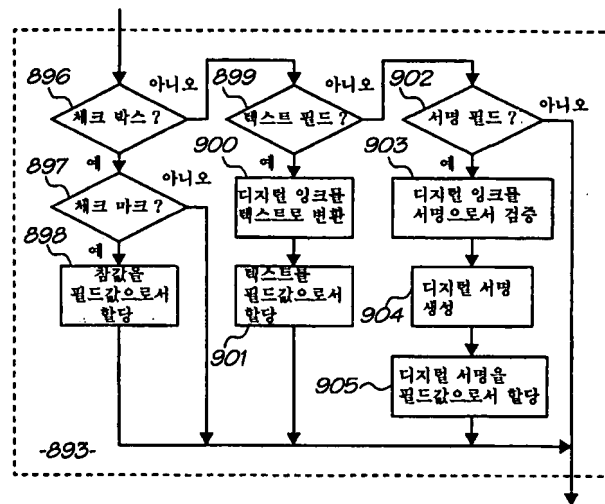 896
체크 박스?
아니오
예
897
체크 마크?
아니오
예
898
참값을
필드값으로서
할당
899
텍스트 필드?
아니오
예
900
디지털 잉크를
텍스트로 변환
텍스트를
필드값으로서
할당
901
902
서명 필드?
아니오
예
903
디지털 잉크를
서명으로서 검증
디지털 서명
생성
904
디지털 서명을
필드값으로서 할당
905
-893-